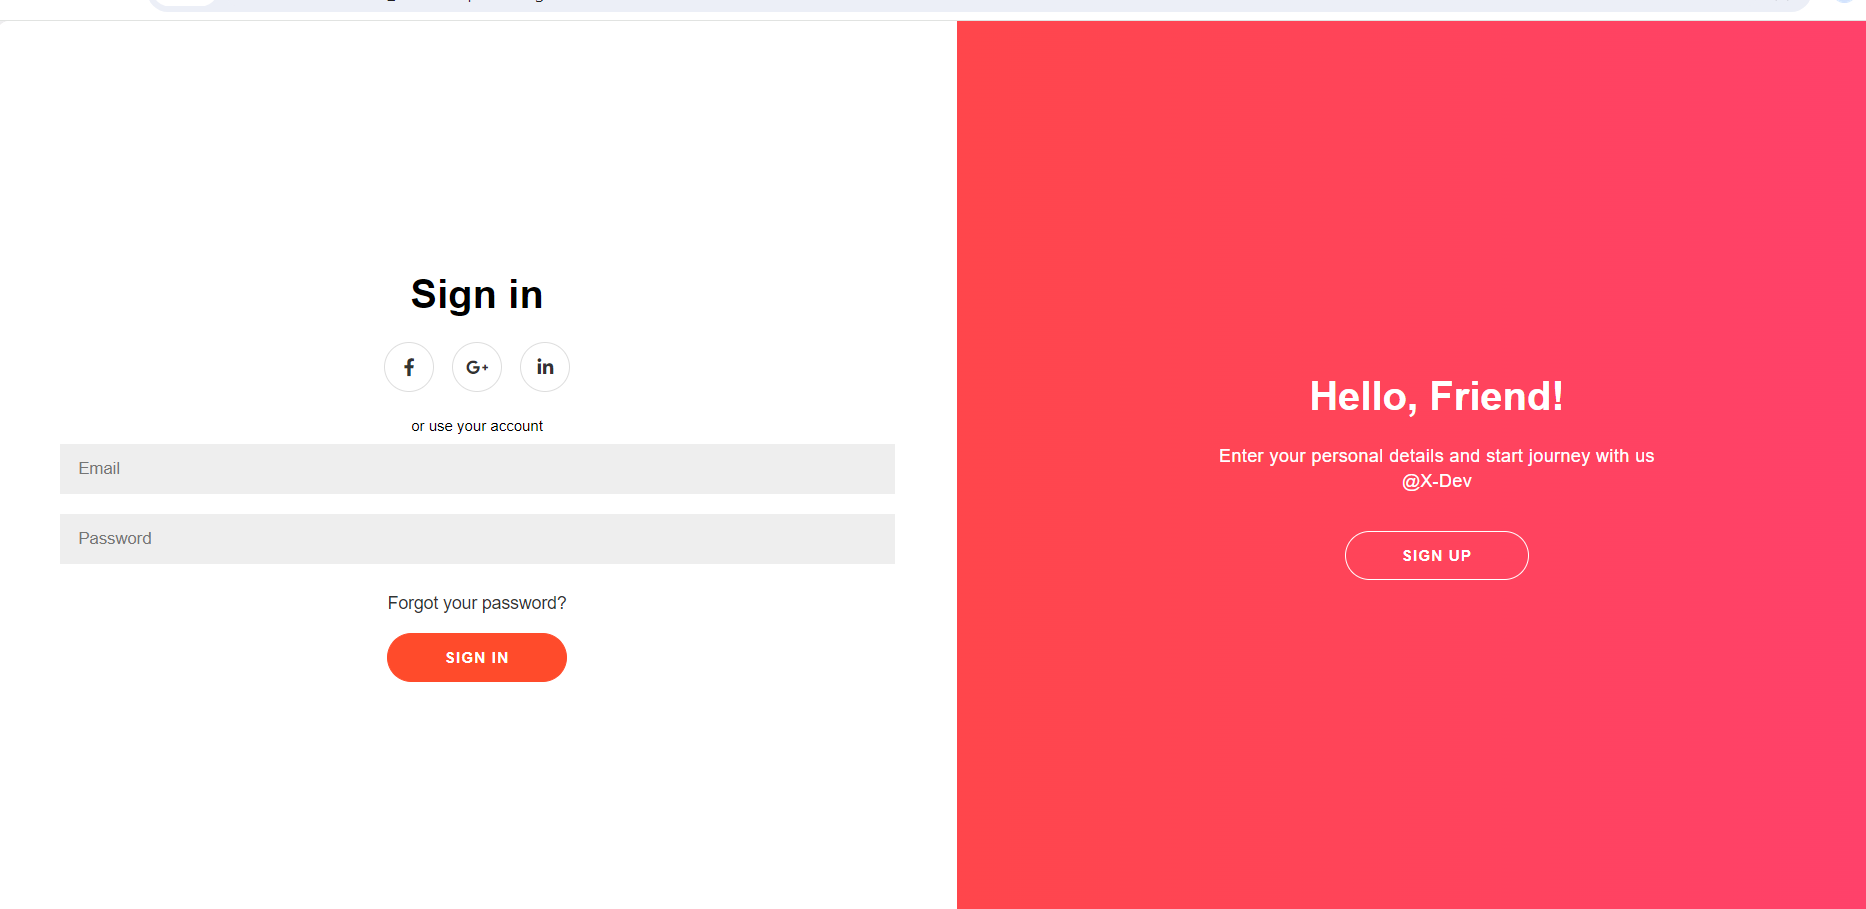 Sign in
f G+ in
or use your account
Email
Password
Forgot your password?
SIGN IN
Hello, Friend!
Enter your personal details and start journey with us
@X-Dev
SIGN UP